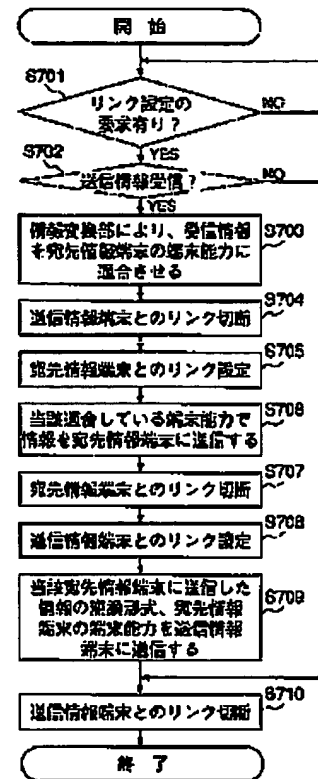 開 始
S701
リンク設定の
要求有り？
NO
YES
S702
送信情報受信？
NO
YES
情報変換部により、受信情報
を宛先情報端末の端末能力に
適合させる
S703
送信情報端末とのリンク切断
S704
宛先情報端末とのリンク設定
S705
当該適合している端末能力で
情報を宛先情報端末に送信する
S706
宛先情報端末とのリンク切断
S707
送信情報端末とのリンク設定
S708
当該宛先情報端末に送信した
情報の変換形式、宛先情報
端末の端末能力を送信情報
端末に送信する
S709
送信情報端末とのリンク切断
S710
終 了